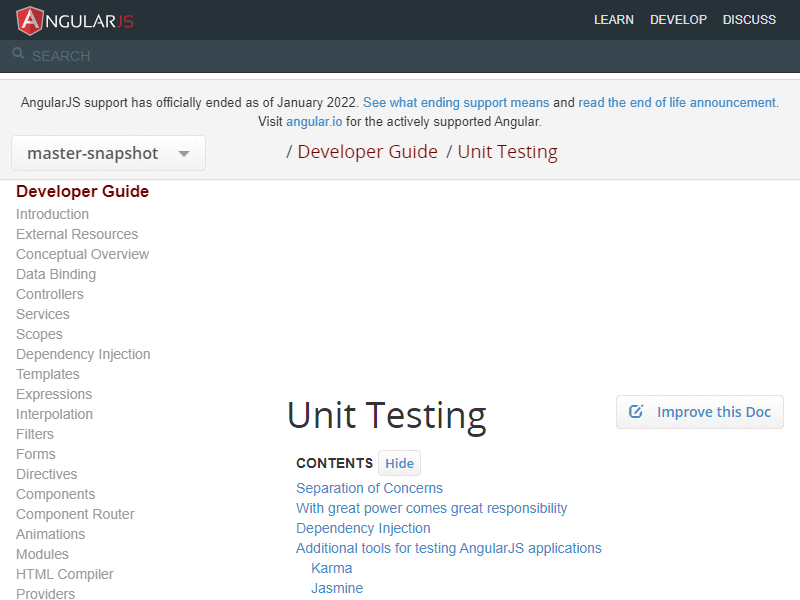 ANGULARJS
LEARN DEVELOP DISCUSS
SEARCH
AngularJS support has officially ended as of January 2022. See what ending support means and read the end of life announcement.
Visit angular.io for the actively supported Angular.
master-snapshot
/ Developer Guide / Unit Testing
Developer Guide
Introduction
External Resources
Conceptual Overview
Data Binding
Controllers
Services
Scopes
Dependency Injection
Templates
Expressions
Interpolation
Filters
Forms
Directives
Components
Component Router
Animations
Modules
HTML Compiler
Providers
Unit Testing
Improve this Doc
CONTENTS Hide
Separation of Concerns
With great power comes great responsibility
Dependency Injection
Additional tools for testing AngularJS applications
Karma
Jasmine